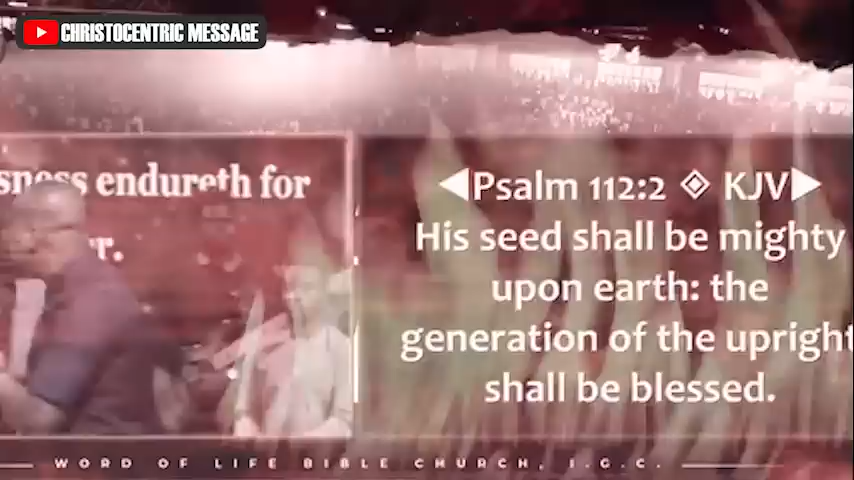 CHRISTOCENTRIC MESSAGE
endureth for
Psalm 112:2 KJV
His seed shall be mighty
upon earth: the
generation of the upright
shall be blessed.
WORD OF LIFE BIBLE CHURCH, I.G.C.